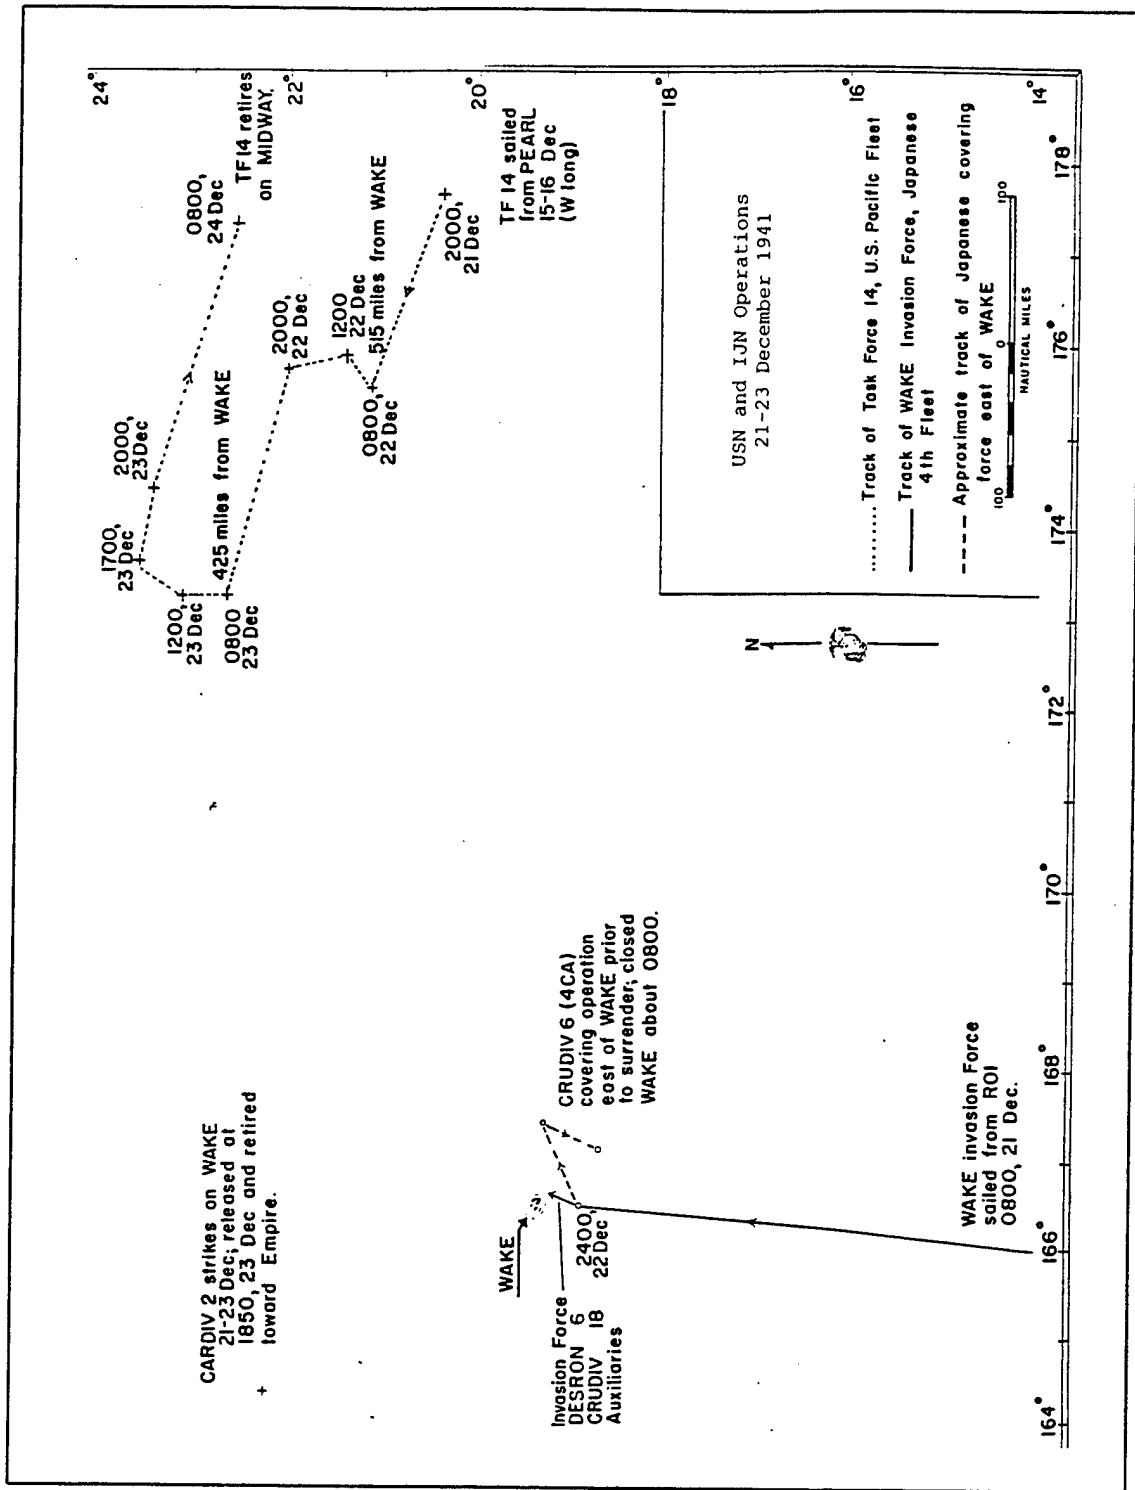 24°
22°
20°
18°
16°
14°
164°
166°
168°
170°
172°
174°
176°
178°
CARDIV 2 strikes on WAKE
21-23 Dec; released at
1850, 23 Dec and retired
toward Empire.
1700,
23 Dec
2000,
23 Dec
0800,
24 Dec
TF 14 retires
on MIDWAY.
1200,
23 Dec
0800
23 Dec
425 miles from WAKE
2000,
22 Dec
1200
22 Dec
0800,
22 Dec
515 miles from WAKE
2000,
21 Dec
TF 14 sailed
from PEARL
15-16 Dec
(W long)
WAKE
Invasion Force
DESRON 6
CRUDIV 18
Auxiliaries
2400,
22 Dec
CRUDIV 6 (4CA)
covering operation
east of WAKE prior
to surrender; closed
WAKE about 0800.
WAKE invasion Force
sailed from ROI
0800, 21 Dec.
N
USN and IJN Operations
21-23 December 1941
Track of Task Force 14, U.S. Pacific Fleet
Track of WAKE Invasion Force, Japanese
4th Fleet
Approximate track of Japanese covering
force east of WAKE
100 0 100
NAUTICAL MILES